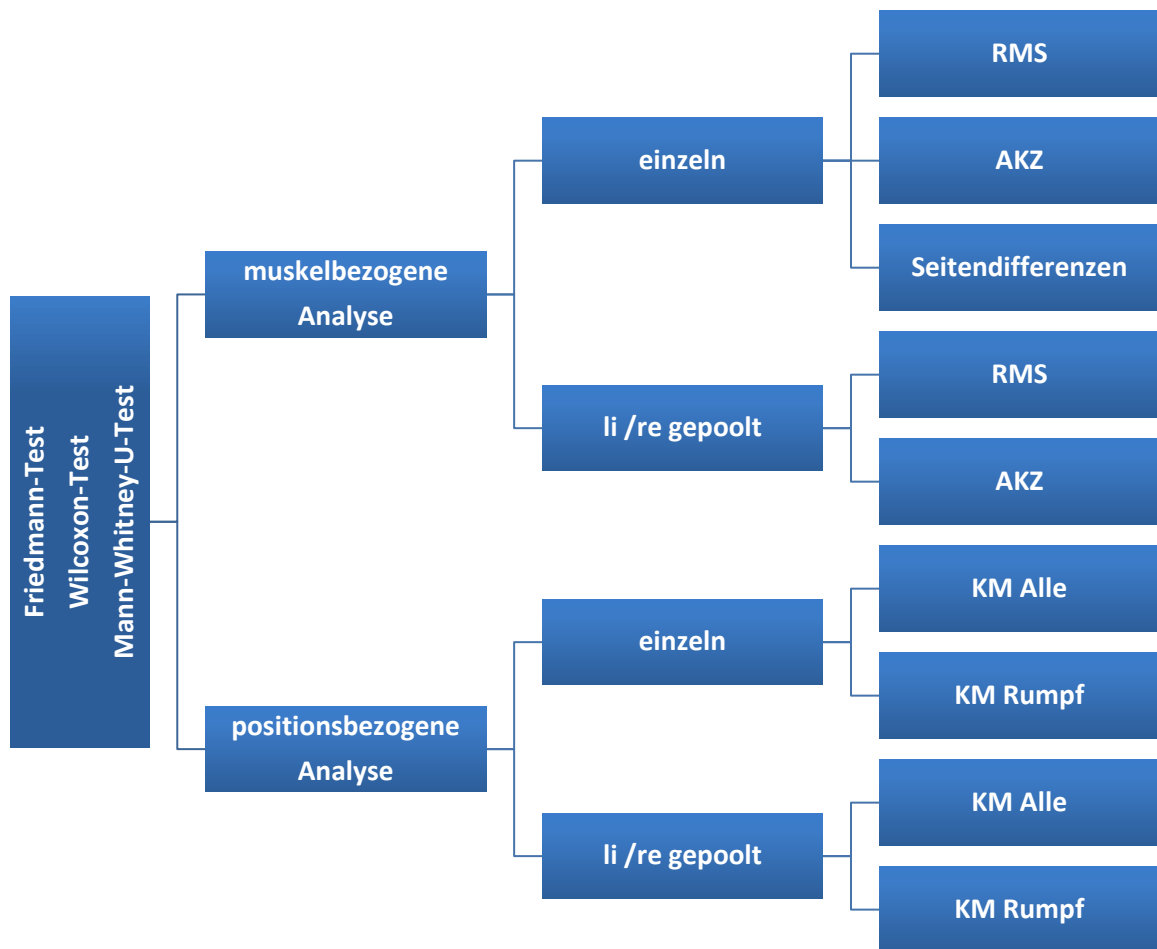 Friedmann-Test
Wilcoxon-Test
Mann-Whitney-U-Test
muskelbezogene
Analyse
einzeln
RMS
AKZ
Seitendifferenzen
li /re gepoolt
RMS
AKZ
positionsbezogene
Analyse
einzeln
KM Alle
KM Rumpf
li /re gepoolt
KM Alle
KM Rumpf